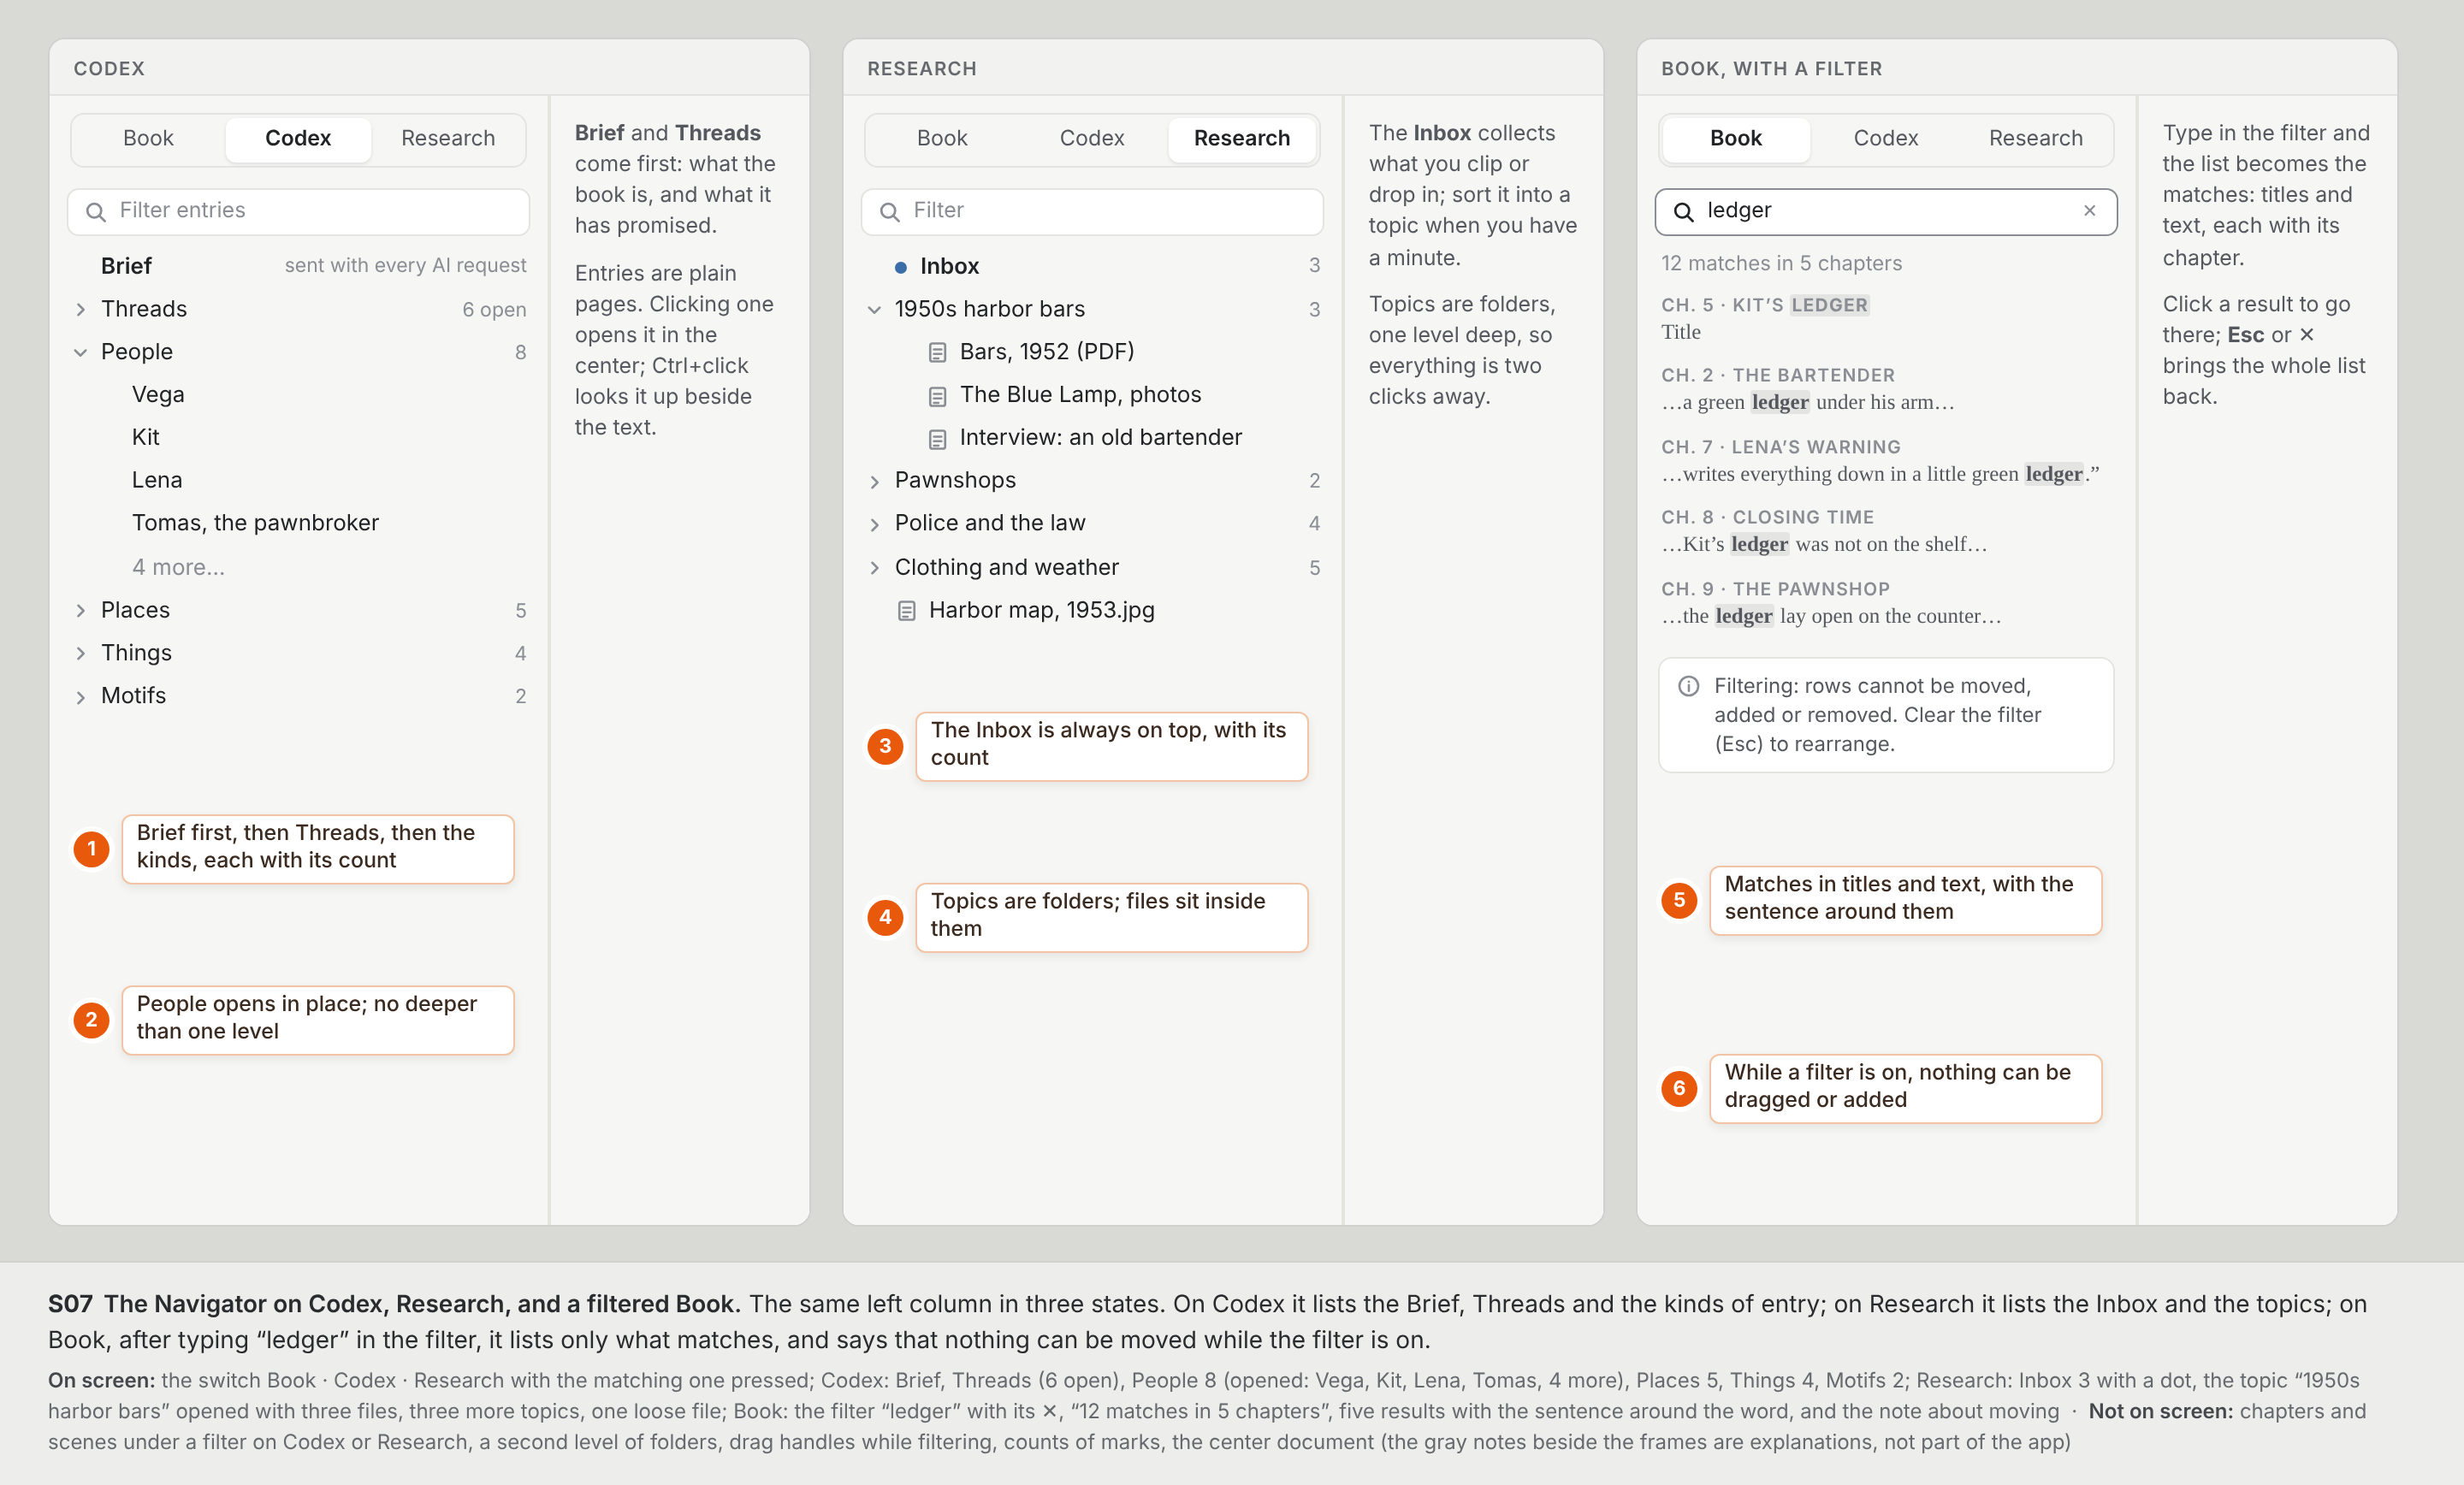 CODEX
Book
Codex
Research
Filter entries
Brief
sent with every AI request
Threads
6 open
People
8
Vega
Kit
Lena
Tomas, the pawnbroker
4 more…
Places
5
Things
4
Motifs
2
1
Brief first, then Threads, then the
kinds, each with its count
2
People opens in place; no deeper
than one level
Brief and Threads
come first: what the
book is, and what it
has promised.
Entries are plain
pages. Clicking one
opens it in the
center; Ctrl+click
looks it up beside
the text.
RESEARCH
Book
Codex
Research
Filter
Inbox
3
1950s harbor bars
3
Bars, 1952 (PDF)
The Blue Lamp, photos
Interview: an old bartender
Pawnshops
2
Police and the law
4
Clothing and weather
5
Harbor map, 1953.jpg
3
The Inbox is always on top, with its
count
4
Topics are folders; files sit inside
them
The Inbox collects
what you clip or
drop in; sort it into a
topic when you have
a minute.
Topics are folders,
one level deep, so
everything is two
clicks away.
BOOK, WITH A FILTER
Book
Codex
Research
ledger
×
12 matches in 5 chapters
CH. 5 · KIT’S LEDGER
Title
CH. 2 · THE BARTENDER
…a green ledger under his arm…
CH. 7 · LENA’S WARNING
…writes everything down in a little green ledger.”
CH. 8 · CLOSING TIME
…Kit’s ledger was not on the shelf…
CH. 9 · THE PAWNSHOP
…the ledger lay open on the counter…
Filtering: rows cannot be moved,
added or removed. Clear the filter
(Esc) to rearrange.
5
Matches in titles and text, with the
sentence around them
6
While a filter is on, nothing can be
dragged or added
Type in the filter and
the list becomes the
matches: titles and
text, each with its
chapter.
Click a result to go
there; Esc or ✕
brings the whole list
back.
S07 The Navigator on Codex, Research, and a filtered Book. The same left column in three states. On Codex it lists the Brief, Threads and the kinds of entry; on Research it lists the Inbox and the topics; on
Book, after typing “ledger” in the filter, it lists only what matches, and says that nothing can be moved while the filter is on.
On screen: the switch Book · Codex · Research with the matching one pressed; Codex: Brief, Threads (6 open), People 8 (opened: Vega, Kit, Lena, Tomas, 4 more), Places 5, Things 4, Motifs 2; Research: Inbox 3 with a dot, the topic “1950s
harbor bars” opened with three files, three more topics, one loose file; Book: the filter “ledger” with its ✕, “12 matches in 5 chapters”, five results with the sentence around the word, and the note about moving · Not on screen: chapters and
scenes under a filter on Codex or Research, a second level of folders, drag handles while filtering, counts of marks, the center document (the gray notes beside the frames are explanations, not part of the app)